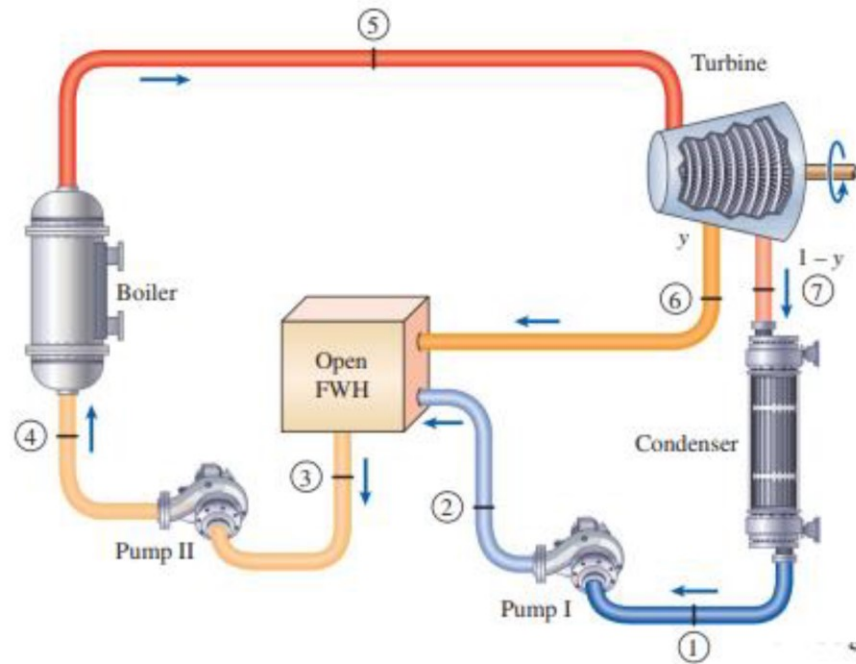 ⑤
Turbine
y
1 – y
⑥
⑦
Boiler
Open
FWH
④
③
②
Condenser
Pump II
Pump I
①